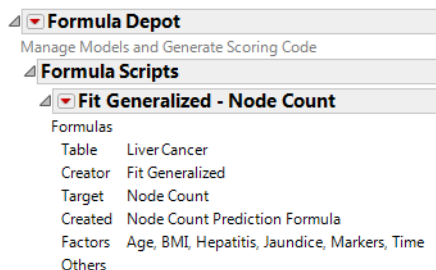 Formula Depot
Manage Models and Generate Scoring Code
Formula Scripts
Fit Generalized - Node Count
Formulas
Table Liver Cancer
Creator Fit Generalized
Target Node Count
Created Node Count Prediction Formula
Factors Age, BMI, Hepatitis, Jaundice, Markers, Time
Others